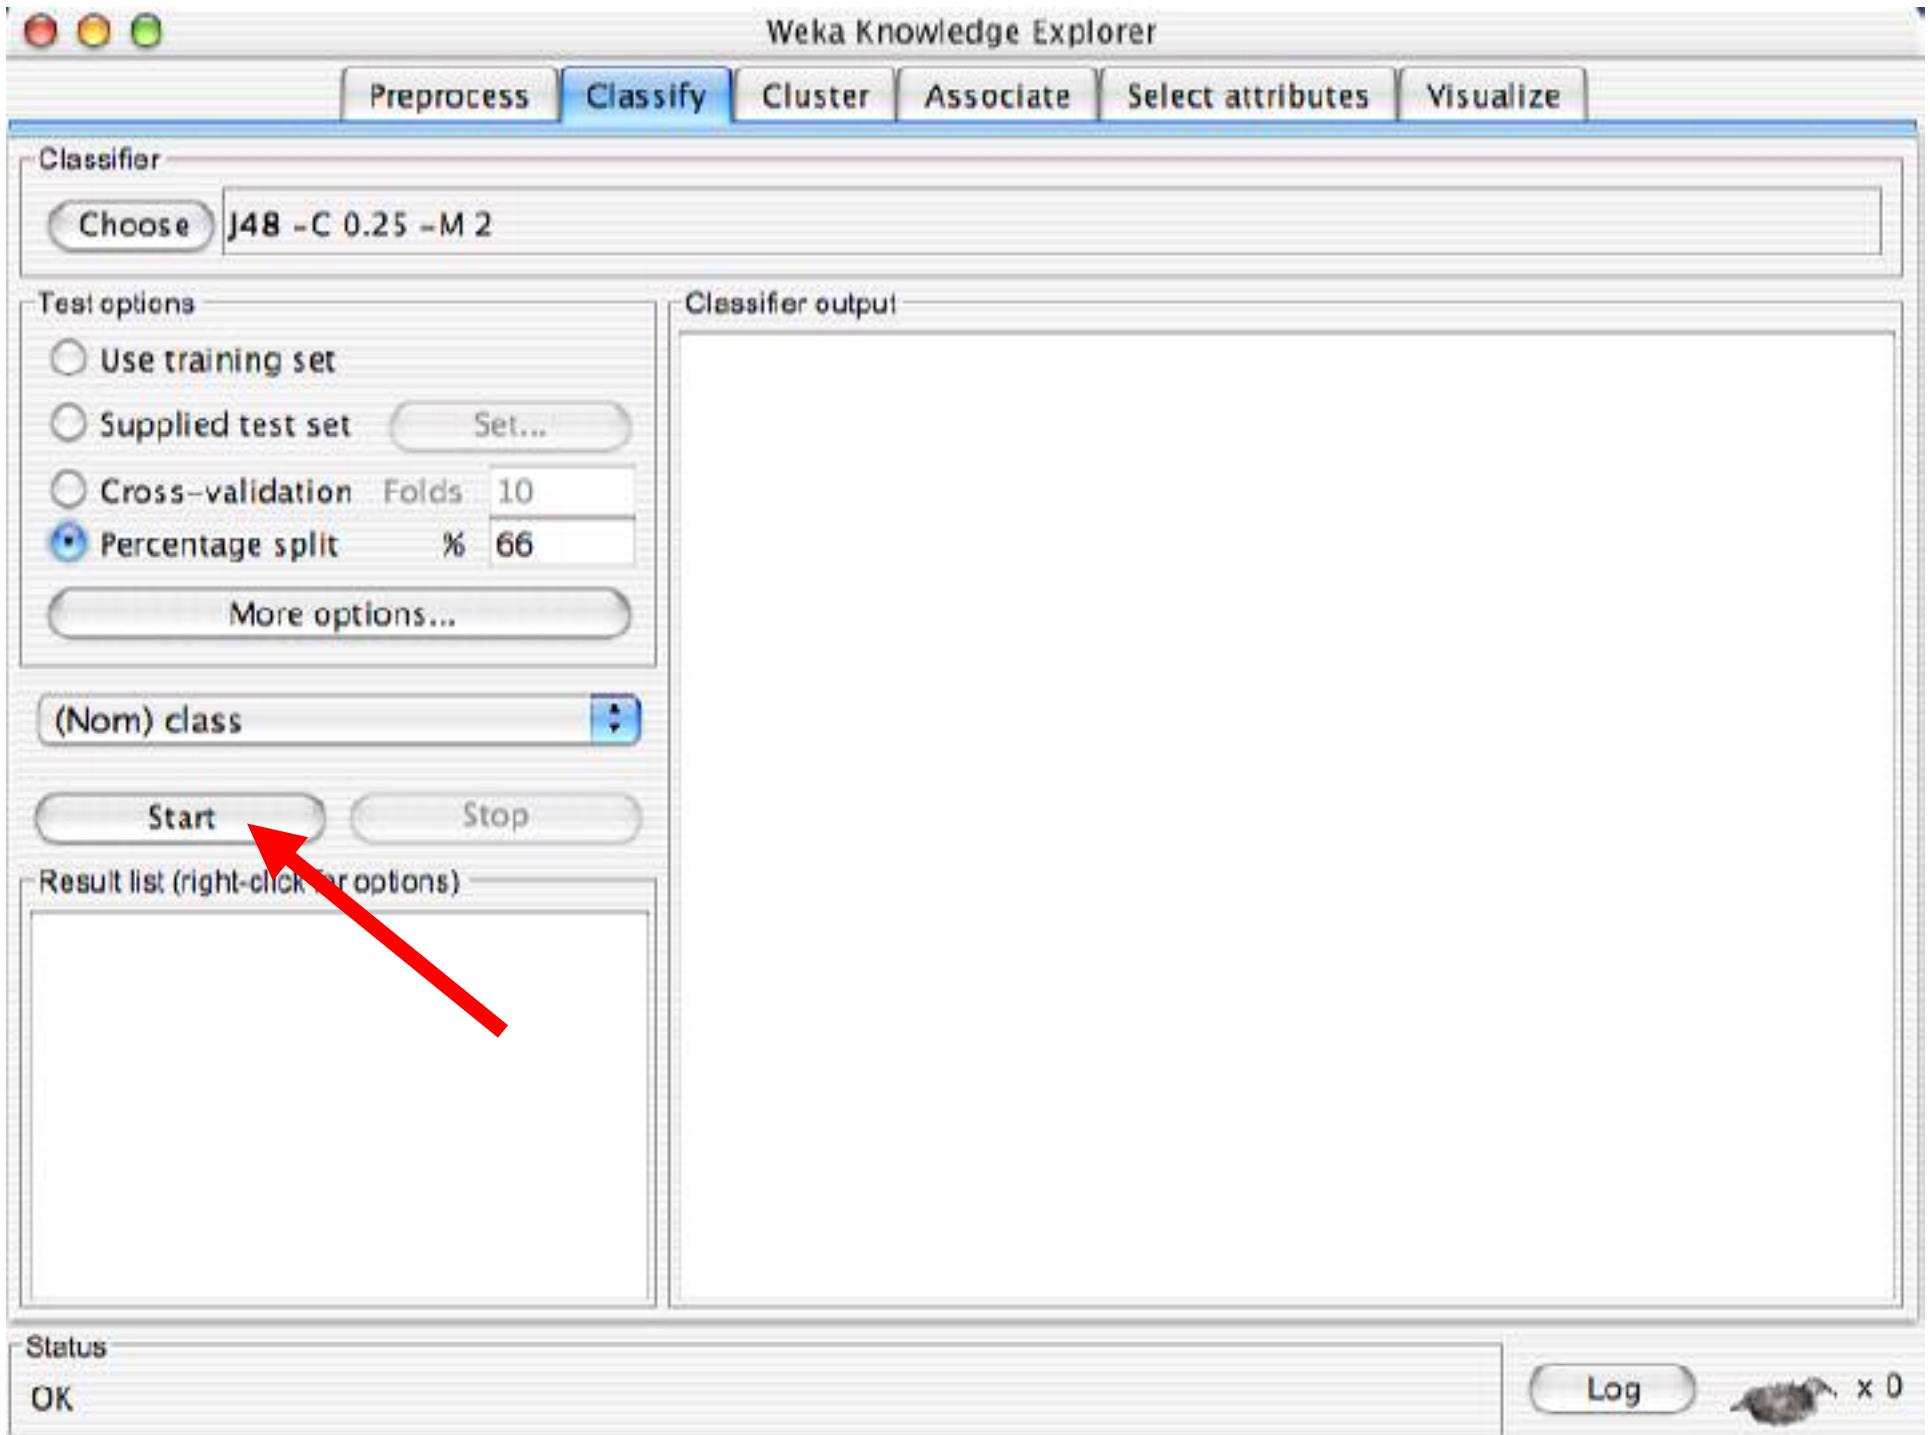 Weka Knowledge Explorer
Preprocess Classify Cluster Associate Select attributes Visualize
Classifier
Choose J48 -C 0.25 -M 2
Test options
Use training set
Supplied test set Set...
Cross-validation Folds 10
Percentage split % 66
More options...
(Nom) class
Start Stop
Result list (right-click for options)
Classifier output
Status
OK
Log x 0